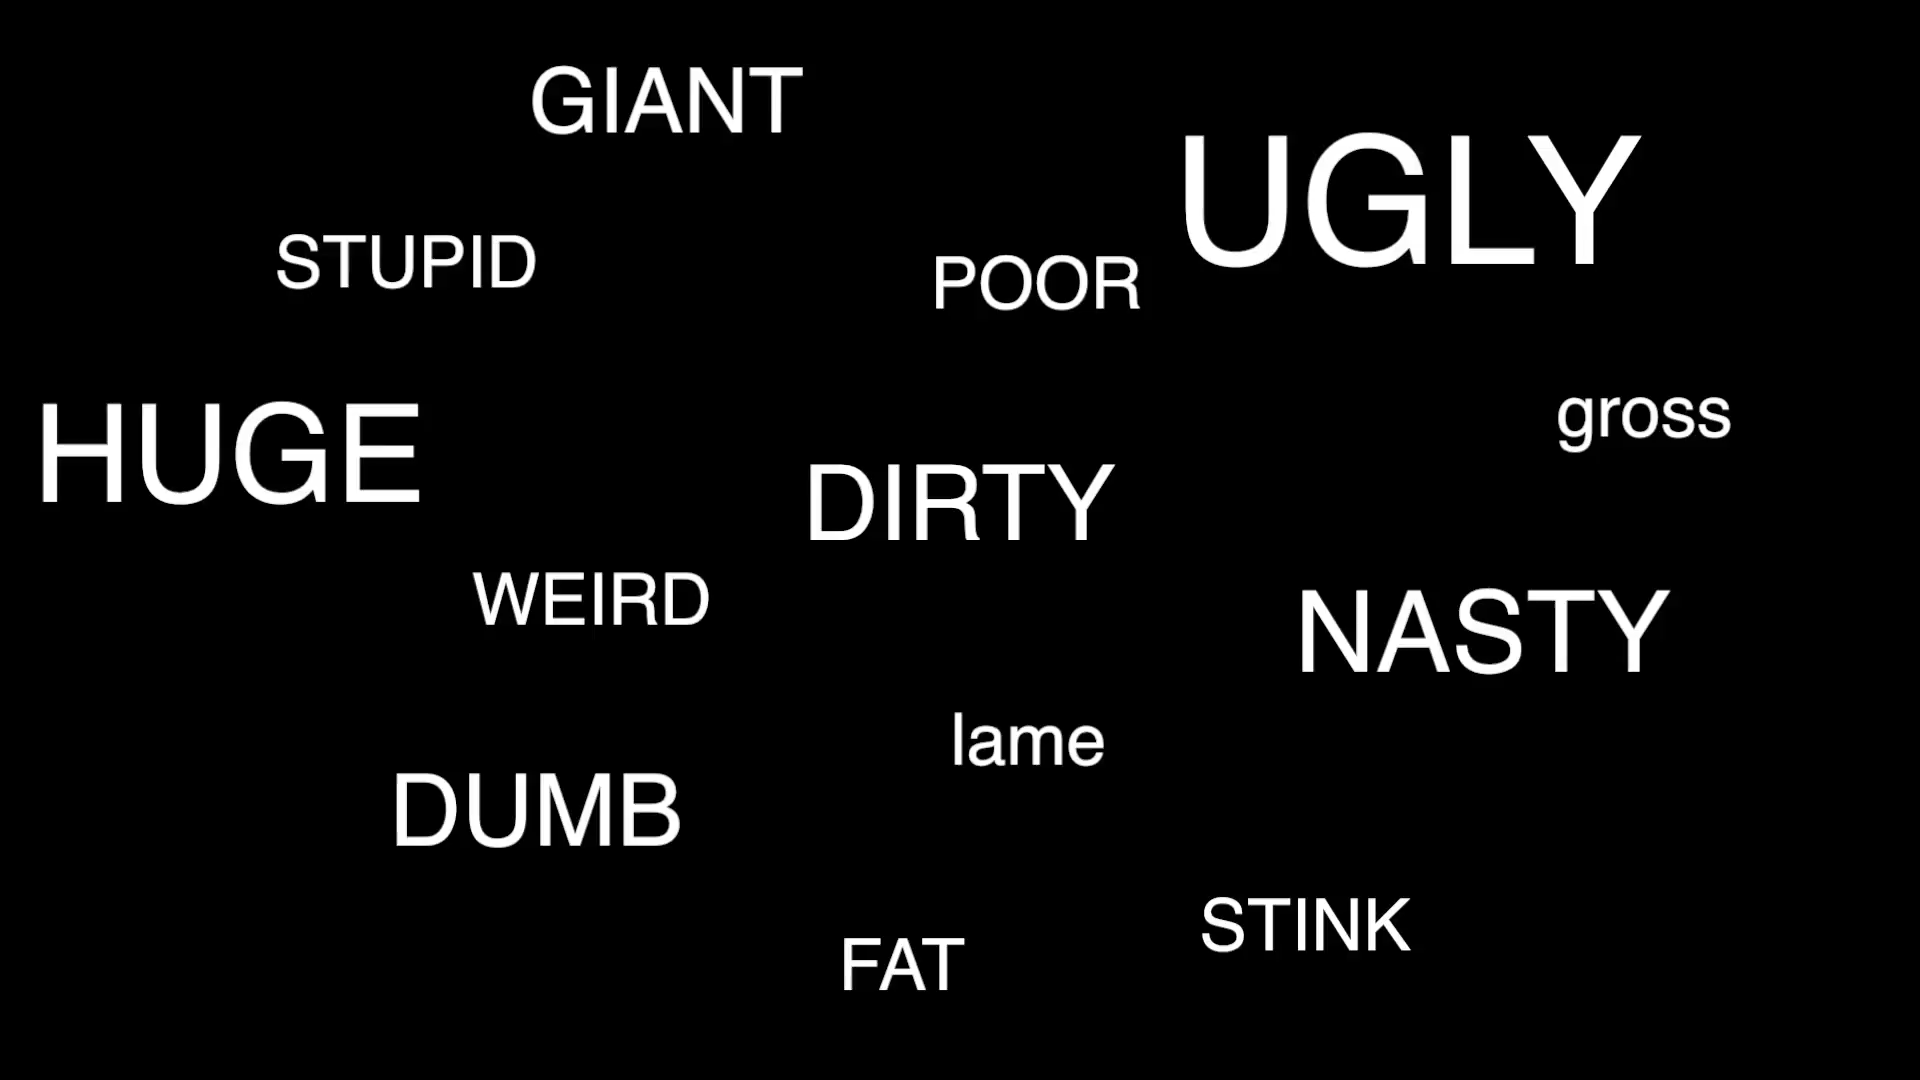 GIANT
UGLY
STUPID
POOR
gross
HUGE
DIRTY
WEIRD
NASTY
lame
DUMB
STINK
FAT